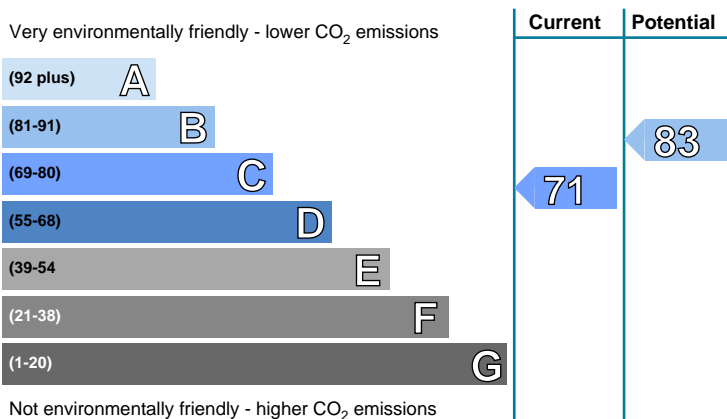 Current Potential
Very environmentally friendly - lower CO₂ emissions
(92 plus) A
(81-91) B
83
(69-80) C
71
(55-68) D
(39-54 E
(21-38) F
(1-20) G
Not environmentally friendly - higher CO₂ emissions